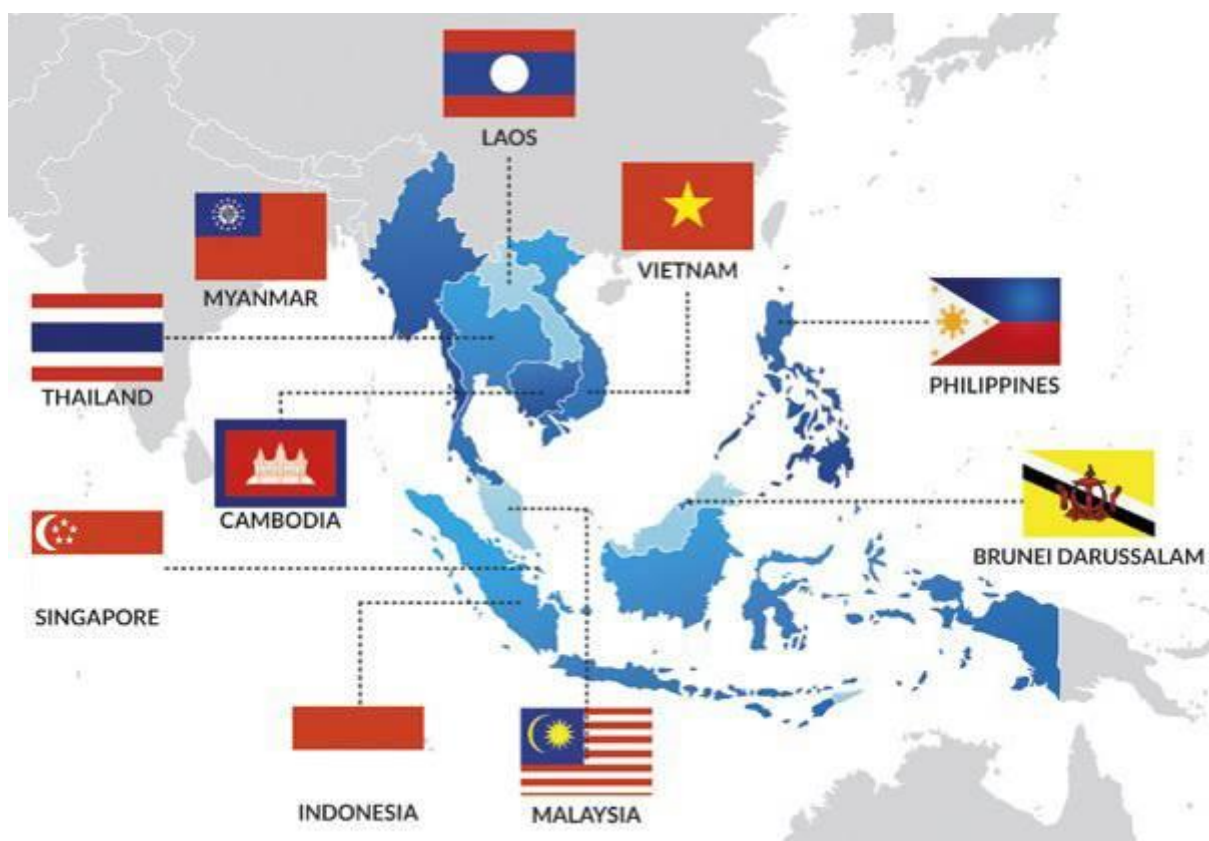 LAOS
VIETNAM
MYANMAR
THAILAND
PHILIPPINES
CAMBODIA
BRUNEI DARUSSALAM
SINGAPORE
INDONESIA
MALAYSIA